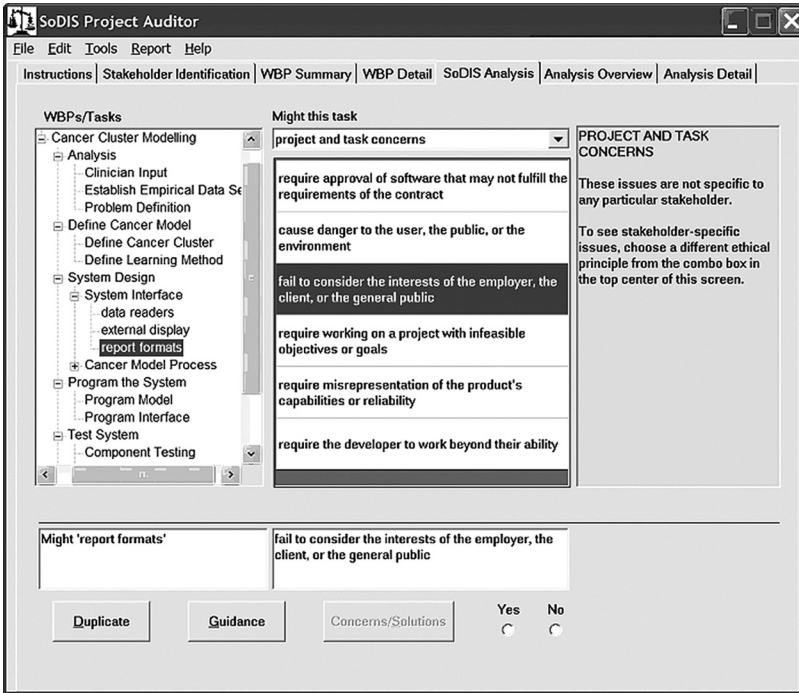 SoDIS Project Auditor
File Edit Tools Report Help
Instructions Stakeholder Identification WBP Summary WBP Detail SoDIS Analysis Analysis Overview Analysis Detail
WBPs/Tasks
Cancer Cluster Modelling
Analysis
Clinician Input
Establish Empirical Data Se
Problem Definition
Define Cancer Model
Define Cancer Cluster
Define Learning Method
System Design
System Interface
data readers
external display
report formats
Cancer Model Process
Program the System
Program Model
Program Interface
Test System
Component Testing
Might this task
project and task concerns
require approval of software that may not fulfill the
requirements of the contract
cause danger to the user, the public, or the
environment
fail to consider the interests of the employer, the
client, or the general public
require working on a project with infeasible
objectives or goals
require misrepresentation of the product's
capabilities or reliability
require the developer to work beyond their ability
PROJECT AND TASK
CONCERNS
These issues are not specific to
any particular stakeholder.
To see stakeholder-specific
issues, choose a different ethical
principle from the combo box in
the top center of this screen.
Might 'report formats'
fail to consider the interests of the employer, the
client, or the general public
Duplicate Guidance Concerns/Solutions Yes No